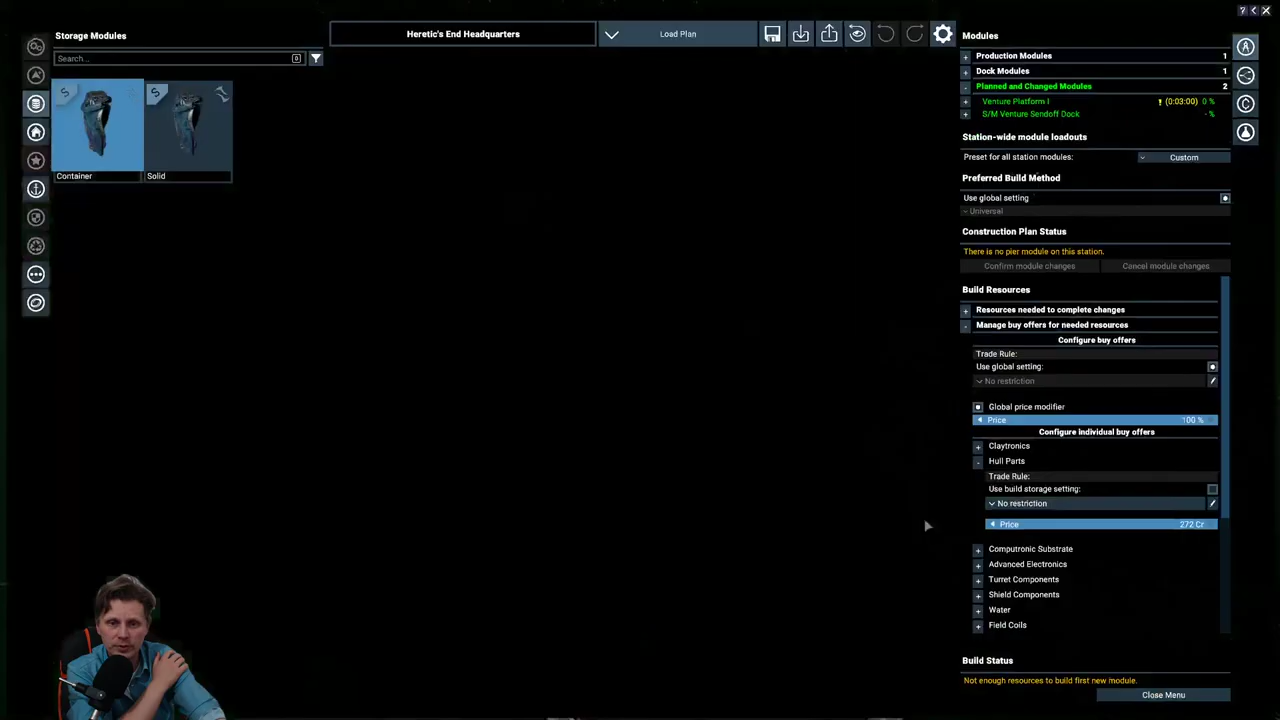 Storage Modules
Search...
Container
Solid
Heretic's End Headquarters
Load Plan
Modules
Production Modules 1
Dock Modules 1
Planned and Changed Modules 2
Venture Platform I ! (0:03:00) 0 %
S/M Venture Sendoff Dock - %
Station-wide module loadouts
Preset for all station modules: Custom
Preferred Build Method
Use global setting
Universal
Construction Plan Status
There is no pier module on this station.
Confirm module changes Cancel module changes
Build Resources
Resources needed to complete changes
Manage buy offers for needed resources
Configure buy offers
Trade Rule:
Use global setting:
No restriction
Global price modifier
Price 100 %
Configure individual buy offers
Claytronics
Hull Parts
Trade Rule:
Use build storage setting:
No restriction
Price 272 Cr
Computronic Substrate
Advanced Electronics
Turret Components
Shield Components
Water
Field Coils
Build Status
Not enough resources to build first new module.
Close Menu